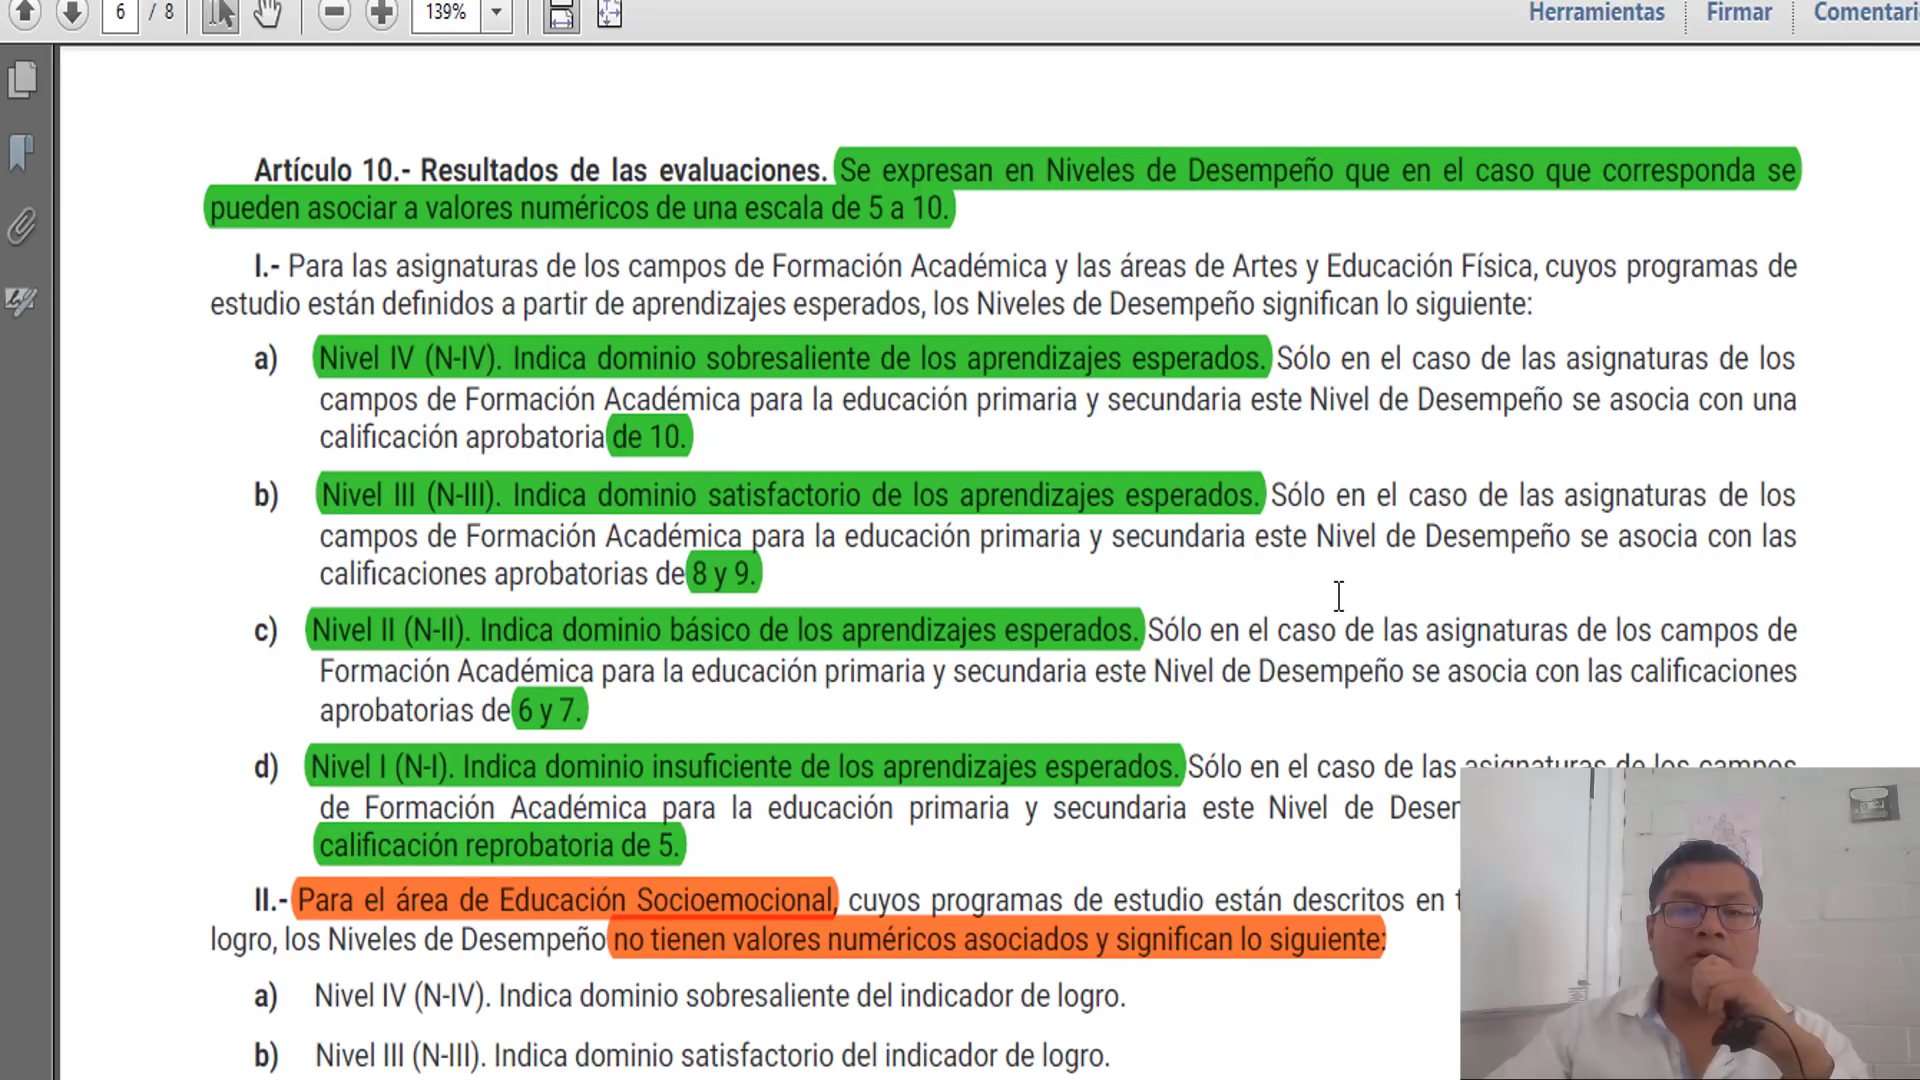 6 / 8
139%
Herramientas
Firmar
Comentari
Artículo 10.- Resultados de las evaluaciones. Se expresan en Niveles de Desempeño que en el caso que corresponda se
pueden asociar a valores numéricos de una escala de 5 a 10.
I.- Para las asignaturas de los campos de Formación Académica y las áreas de Artes y Educación Física, cuyos programas de
estudio están definidos a partir de aprendizajes esperados, los Niveles de Desempeño significan lo siguiente:
a) Nivel IV (N-IV). Indica dominio sobresaliente de los aprendizajes esperados. Sólo en el caso de las asignaturas de los
campos de Formación Académica para la educación primaria y secundaria este Nivel de Desempeño se asocia con una
calificación aprobatoria de 10.
b) Nivel III (N-III). Indica dominio satisfactorio de los aprendizajes esperados. Sólo en el caso de las asignaturas de los
campos de Formación Académica para la educación primaria y secundaria este Nivel de Desempeño se asocia con las
calificaciones aprobatorias de 8 y 9.
c) Nivel II (N-II). Indica dominio básico de los aprendizajes esperados. Sólo en el caso de las asignaturas de los campos de
Formación Académica para la educación primaria y secundaria este Nivel de Desempeño se asocia con las calificaciones
aprobatorias de 6 y 7.
d) Nivel I (N-I). Indica dominio insuficiente de los aprendizajes esperados. Sólo en el caso de las asignaturas de los campos
de Formación Académica para la educación primaria y secundaria este Nivel de Desem
calificación reprobatoria de 5.
II.- Para el área de Educación Socioemocional, cuyos programas de estudio están descritos en
logro, los Niveles de Desempeño no tienen valores numéricos asociados y significan lo siguiente:
a) Nivel IV (N-IV). Indica dominio sobresaliente del indicador de logro.
b) Nivel III (N-III). Indica dominio satisfactorio del indicador de logro.